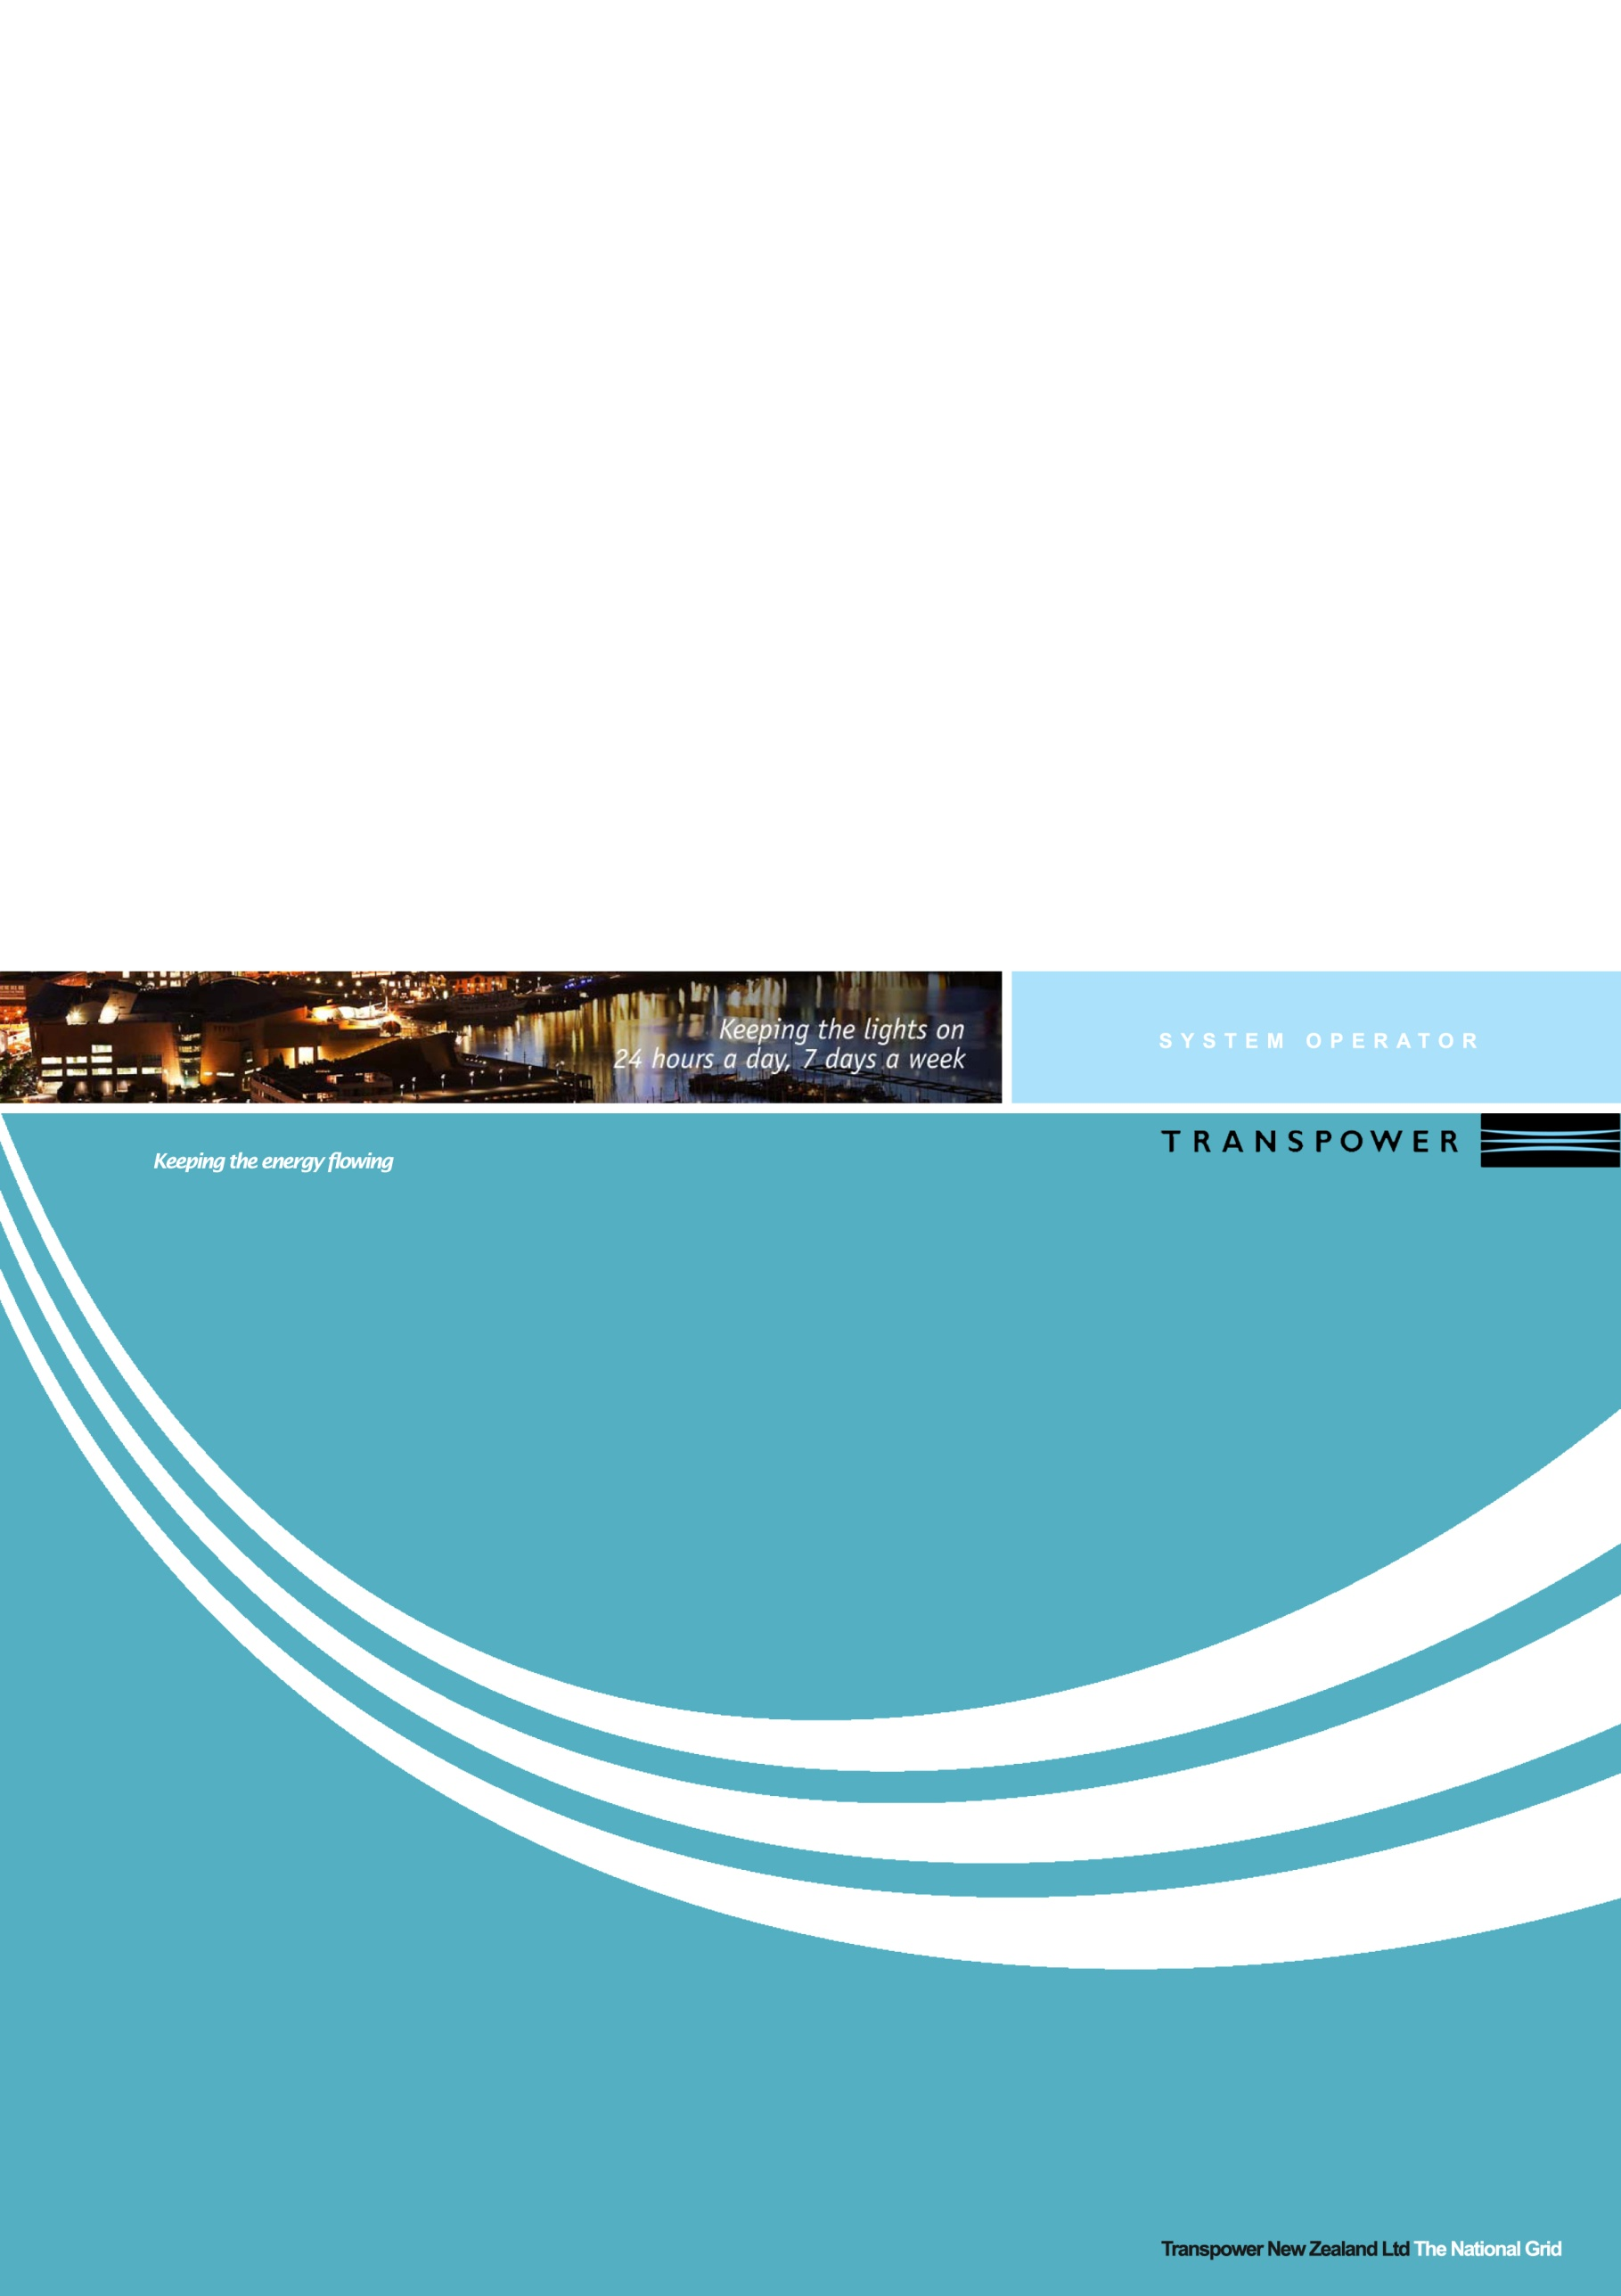 Keeping the lights on
24 hours a day, 7 days a week
SYSTEM OPERATOR
TRANSPOWER
Keeping the energy flowing
Transpower New Zealand Ltd The National Grid